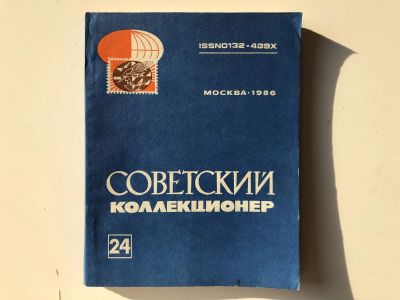 ISSN0132-439X
МОСКВА·1986
СОВЕТСКИЙ
КОЛЛЕКЦИОНЕР
24